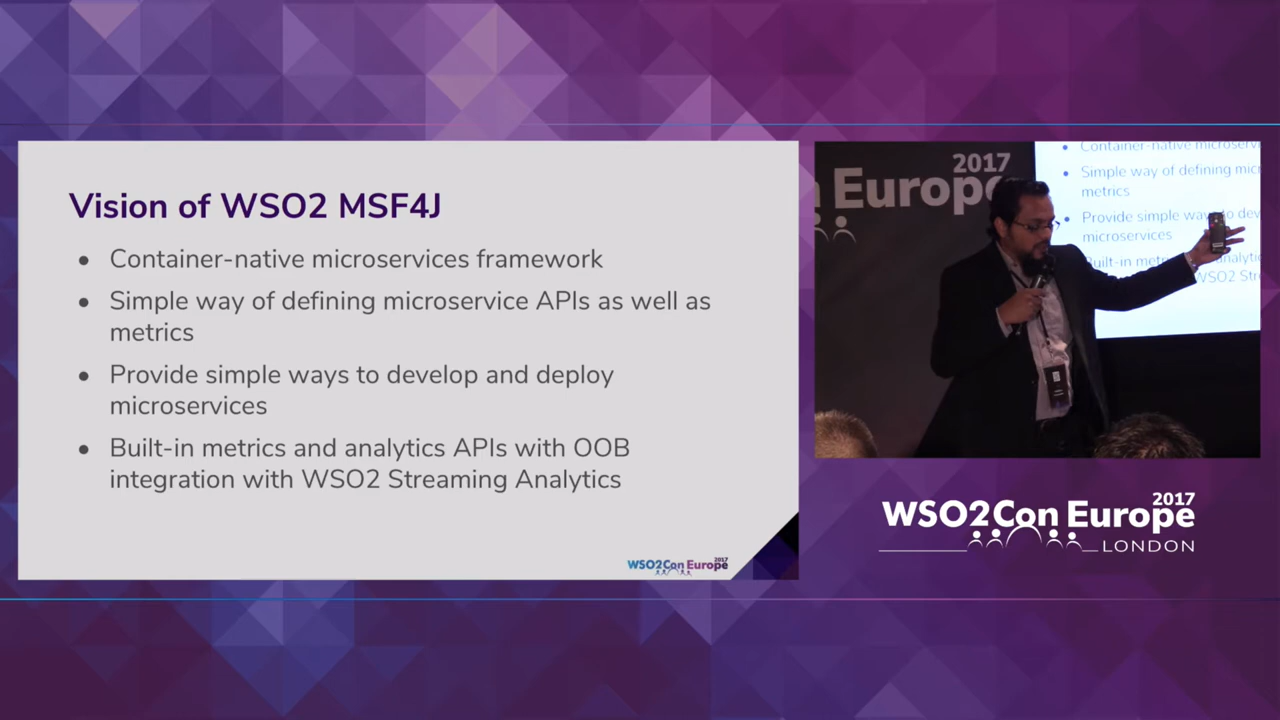 Vision of WSO2 MSF4J
● Container-native microservices framework
● Simple way of defining microservice APIs as well as
metrics
● Provide simple ways to develop and deploy
microservices
● Built-in metrics and analytics APIs with OOB
integration with WSO2 Streaming Analytics
2017
WSO2Con Europe
2017
Europe
● Container-native microserv
● Simple way of defining mic
metrics
● Provide simple ways to dev
microservices
WSO2 Str
2017
WSO2Con Europe
LONDON